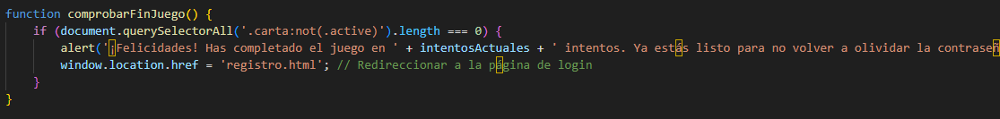 function comprobarFinJuego() {
    if (document.querySelectorAll('.carta:not(.active)').length === 0) {
        alert('¡Felicidades! Has completado el juego en ' + intentosActuales + ' intentos. Ya estás listo para no volver a olividar la contraseñ
        window.location.href = 'registro.html'; // Redireccionar a la página de login
    }
}